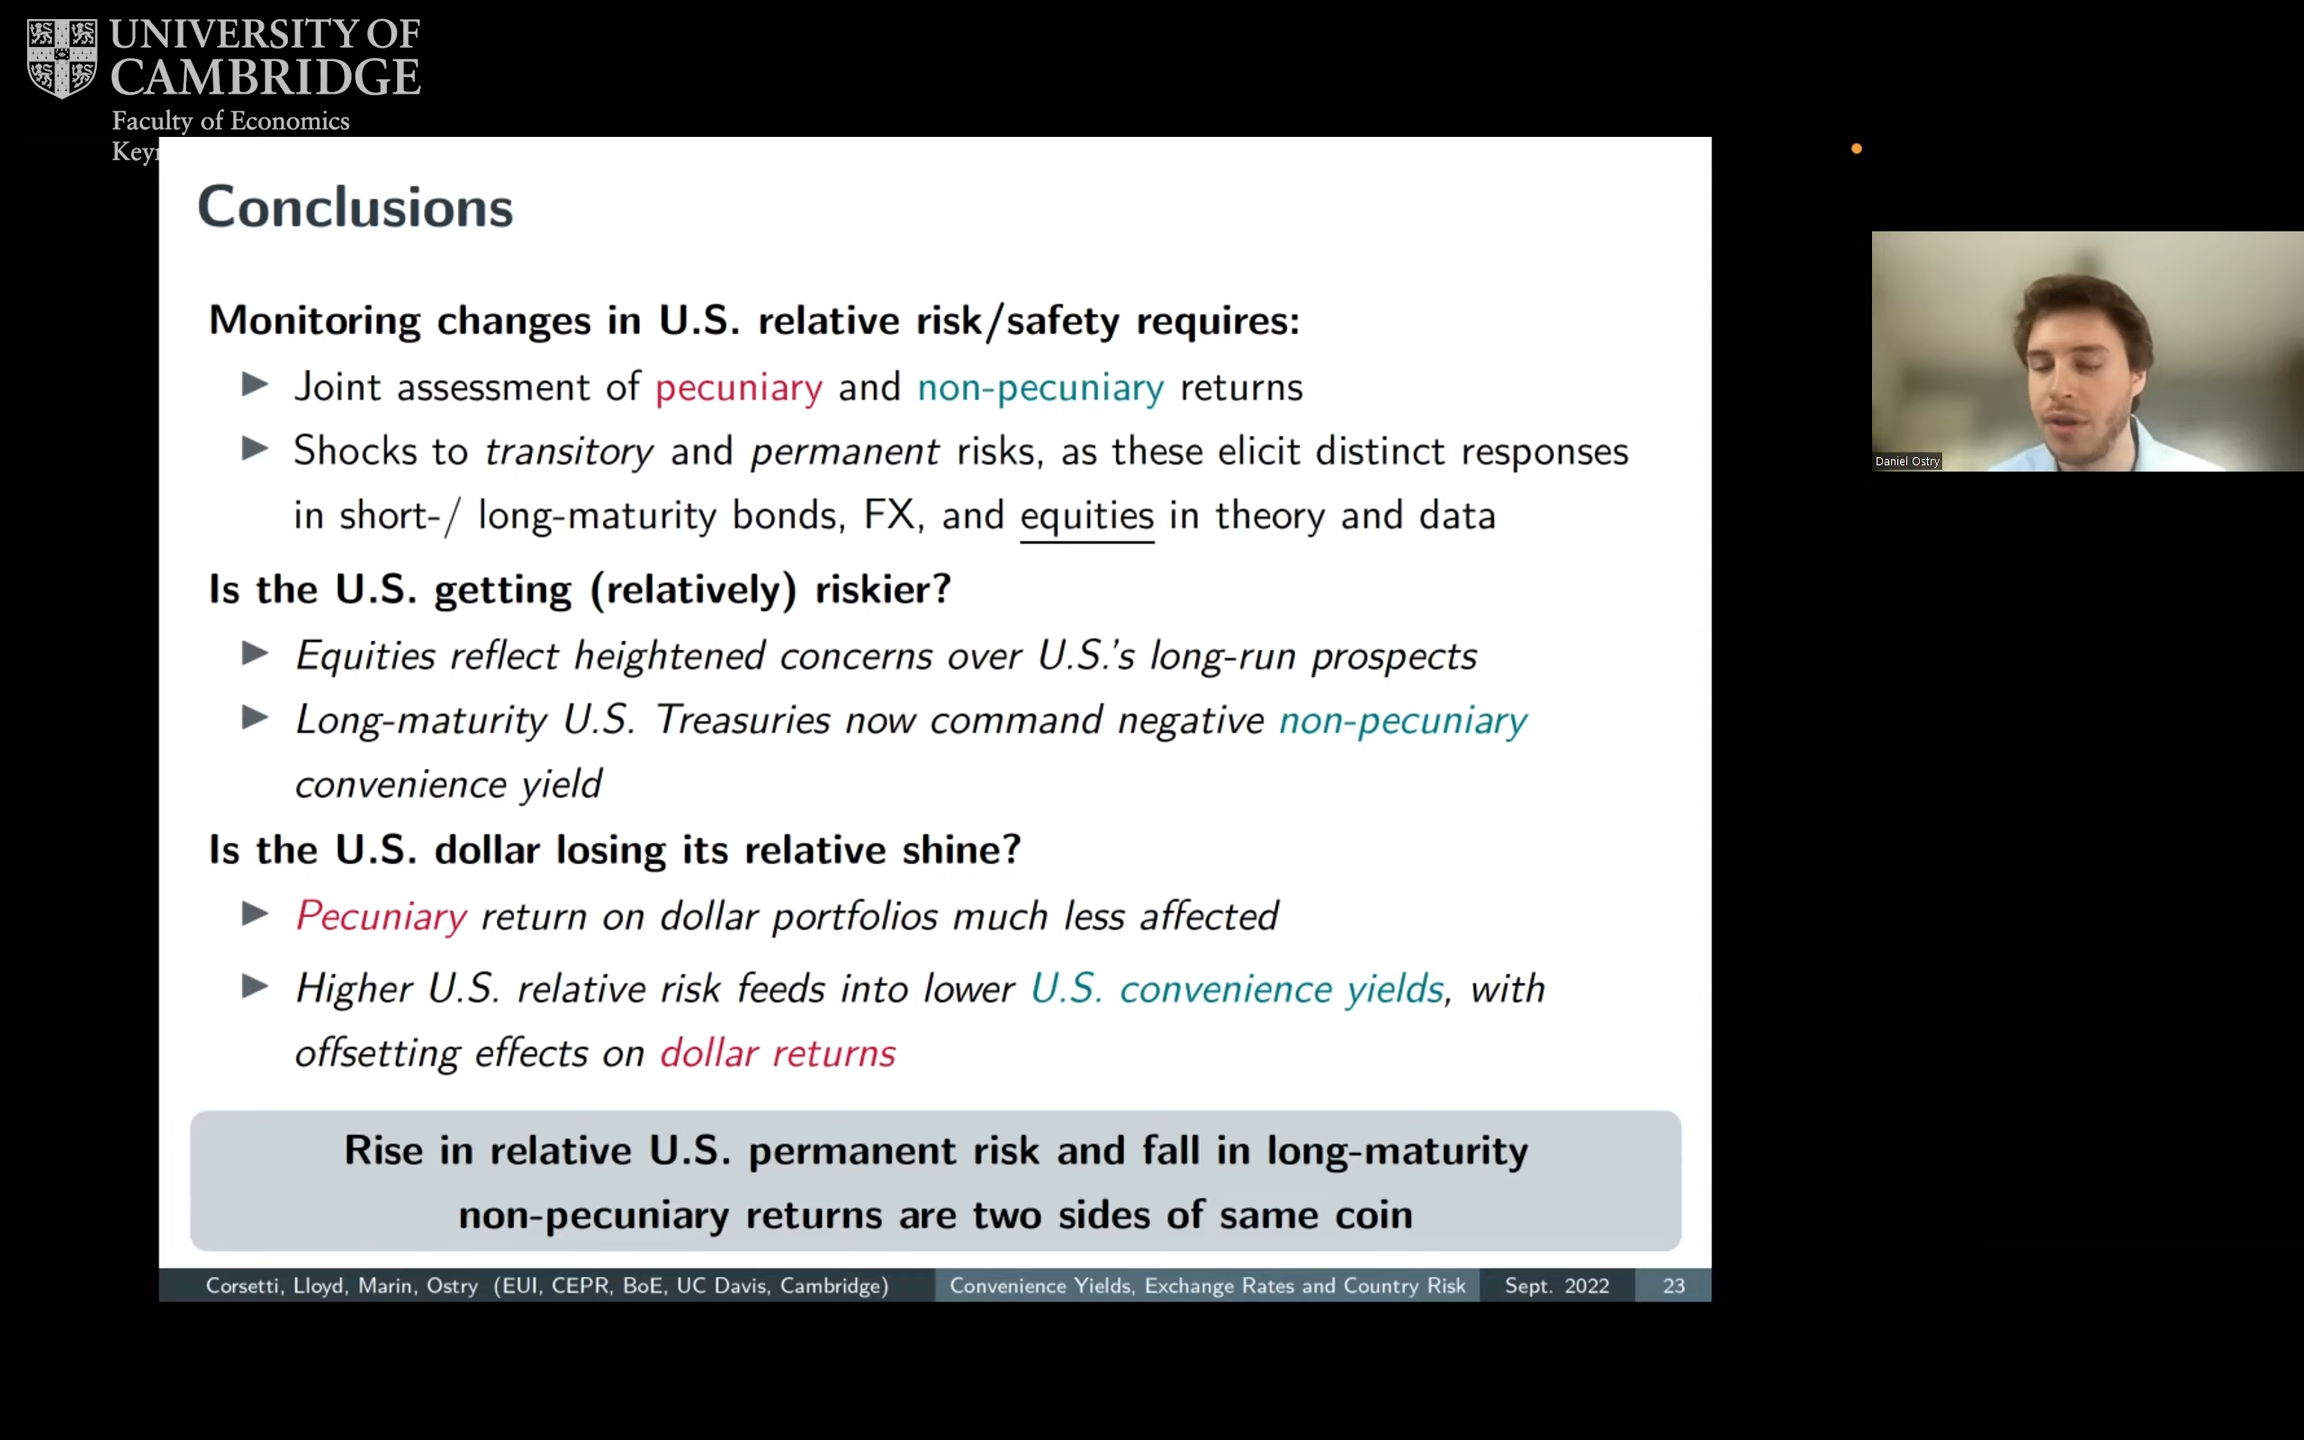 UNIVERSITY OF
CAMBRIDGE
Faculty of Economics
Conclusions
Monitoring changes in U.S. relative risk/safety requires:
▶ Joint assessment of pecuniary and non-pecuniary returns
▶ Shocks to transitory and permanent risks, as these elicit distinct responses
in short-/ long-maturity bonds, FX, and equities in theory and data
Is the U.S. getting (relatively) riskier?
▶ Equities reflect heightened concerns over U.S.'s long-run prospects
▶ Long-maturity U.S. Treasuries now command negative non-pecuniary
convenience yield
Is the U.S. dollar losing its relative shine?
▶ Pecuniary return on dollar portfolios much less affected
▶ Higher U.S. relative risk feeds into lower U.S. convenience yields, with
offsetting effects on dollar returns
Rise in relative U.S. permanent risk and fall in long-maturity
non-pecuniary returns are two sides of same coin
Corsetti, Lloyd, Marin, Ostry (EUI, CEPR, BoE, UC Davis, Cambridge) Convenience Yields, Exchange Rates and Country Risk Sept. 2022 23
Daniel Ostry